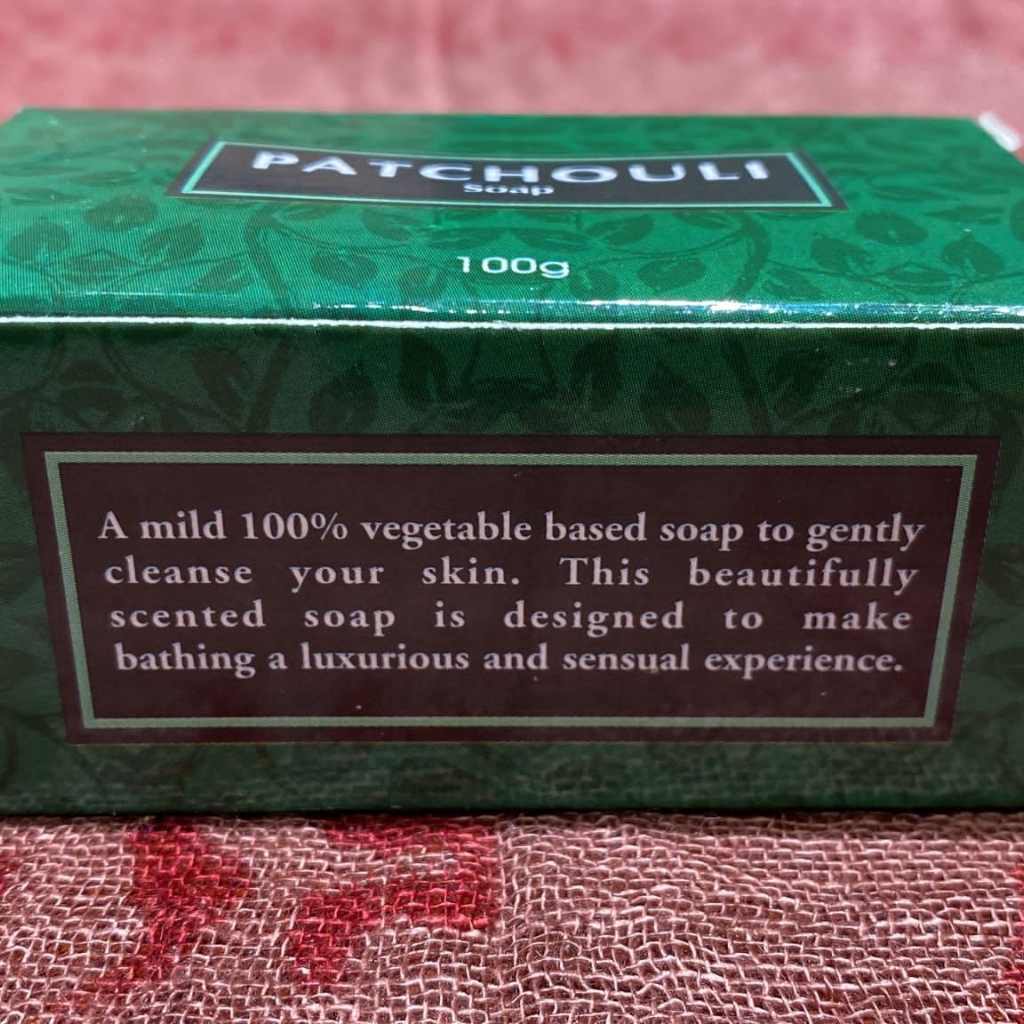 PATCHOULI
soap
100g
A mild 100% vegetable based soap to gently
cleanse your skin. This beautifully
scented soap is designed to make
bathing a luxurious and sensual experience.